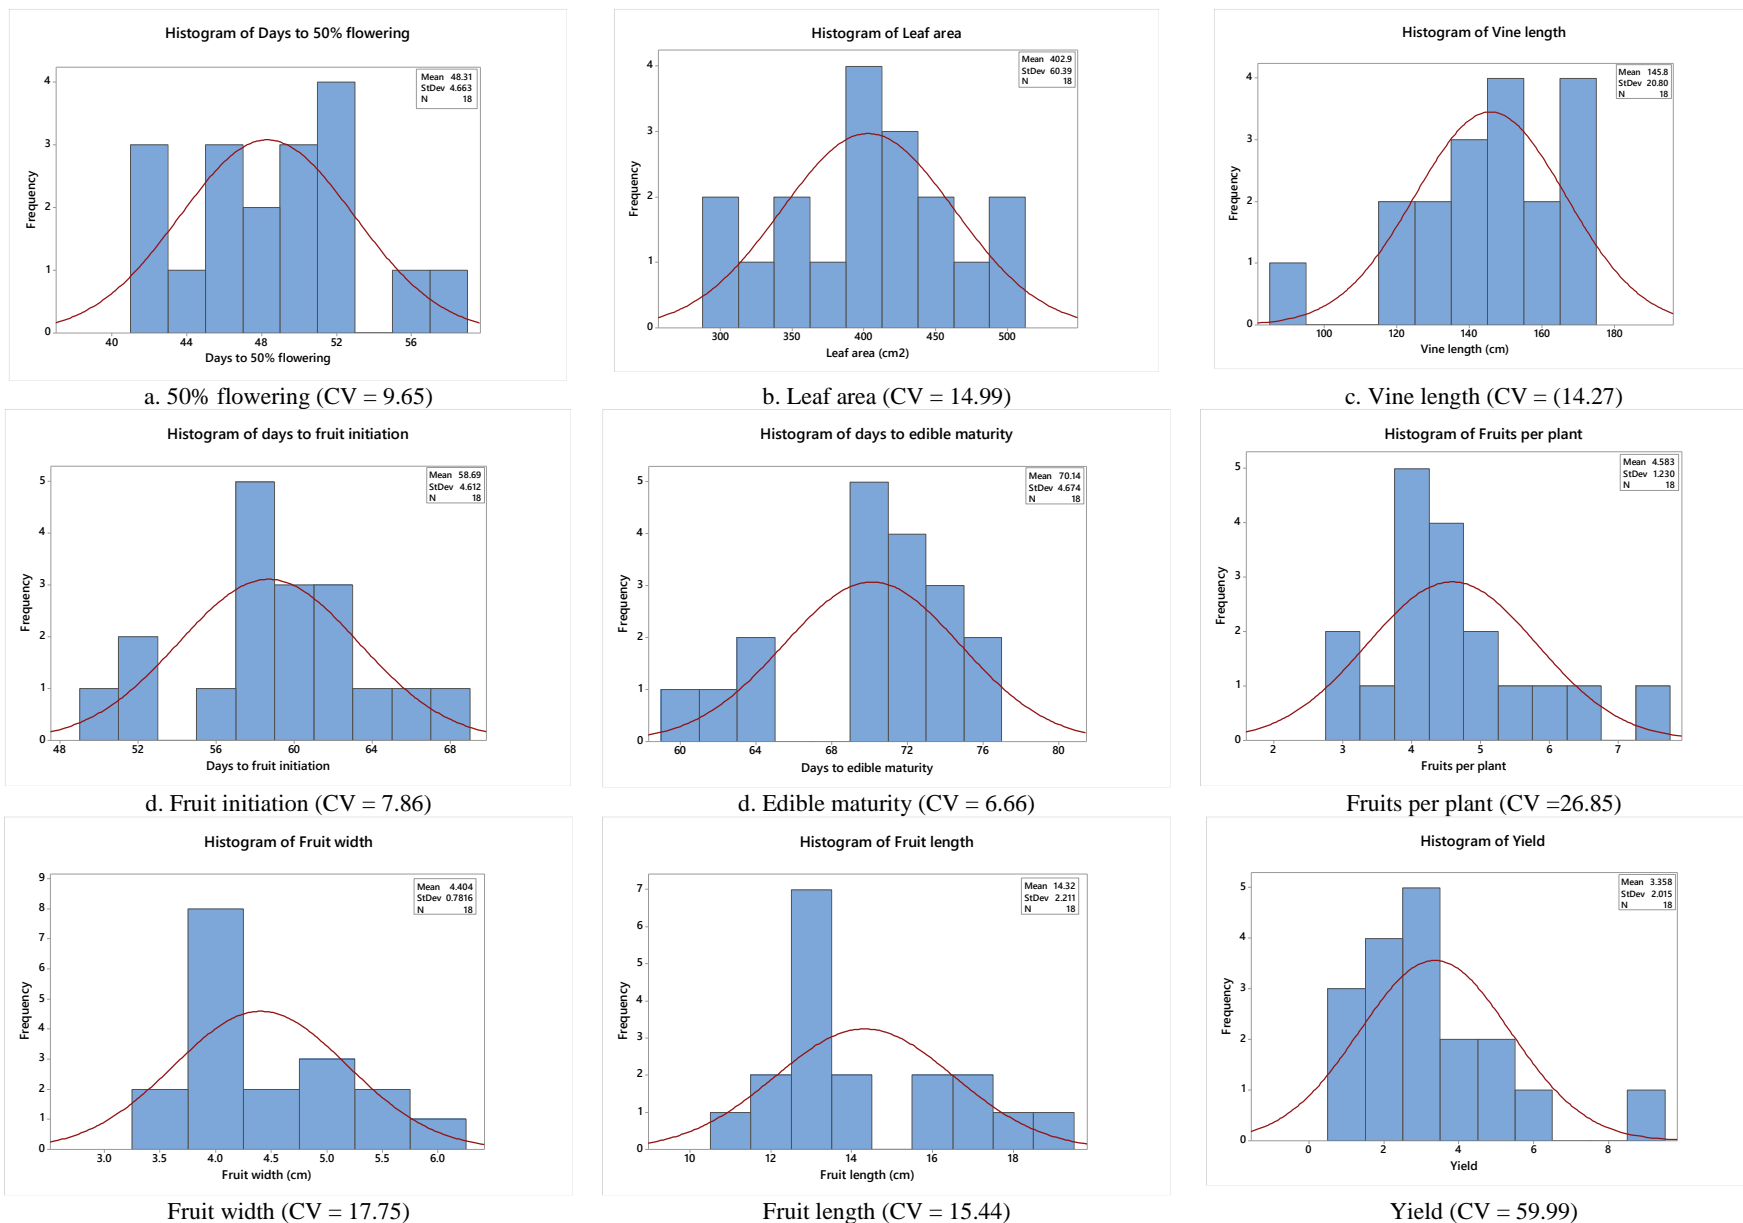 Histogram of Days to 50% flowering
Mean 48.31
StDev 4.663
N 18
4
3
2
1
0
Frequency
40 44 48 52 56
Days to 50% flowering
a. 50% flowering (CV = 9.65)
Histogram of Leaf area
Mean 402.9
StDev 60.39
N 18
4
3
2
1
0
Frequency
300 350 400 450 500
Leaf area (cm2)
b. Leaf area (CV = 14.99)
Histogram of Vine length
Mean 145.8
StDev 20.80
N 18
4
3
2
1
0
Frequency
100 120 140 160 180
Vine length (cm)
c. Vine length (CV = (14.27)
Histogram of days to fruit initiation
Mean 58.69
StDev 4.612
N 18
5
4
3
2
1
0
Frequency
48 52 56 60 64 68
Days to fruit initiation
d. Fruit initiation (CV = 7.86)
Histogram of days to edible maturity
Mean 70.14
StDev 4.674
N 18
5
4
3
2
1
0
Frequency
60 64 68 72 76 80
Days to edible maturity
d. Edible maturity (CV = 6.66)
Histogram of Fruits per plant
Mean 4.583
StDev 1.230
N 18
5
4
3
2
1
0
Frequency
2 3 4 5 6 7
Fruits per plant
Fruits per plant (CV =26.85)
Histogram of Fruit width
Mean 4.404
StDev 0.7816
N 18
9
8
7
6
5
4
3
2
1
0
Frequency
3.0 3.5 4.0 4.5 5.0 5.5 6.0
Fruit width (cm)
Fruit width (CV = 17.75)
Histogram of Fruit length
Mean 14.32
StDev 2.211
N 18
7
6
5
4
3
2
1
0
Frequency
10 12 14 16 18
Fruit length (cm)
Fruit length (CV = 15.44)
Histogram of Yield
Mean 3.358
StDev 2.015
N 18
5
4
3
2
1
0
Frequency
0 2 4 6 8
Yield
Yield (CV = 59.99)